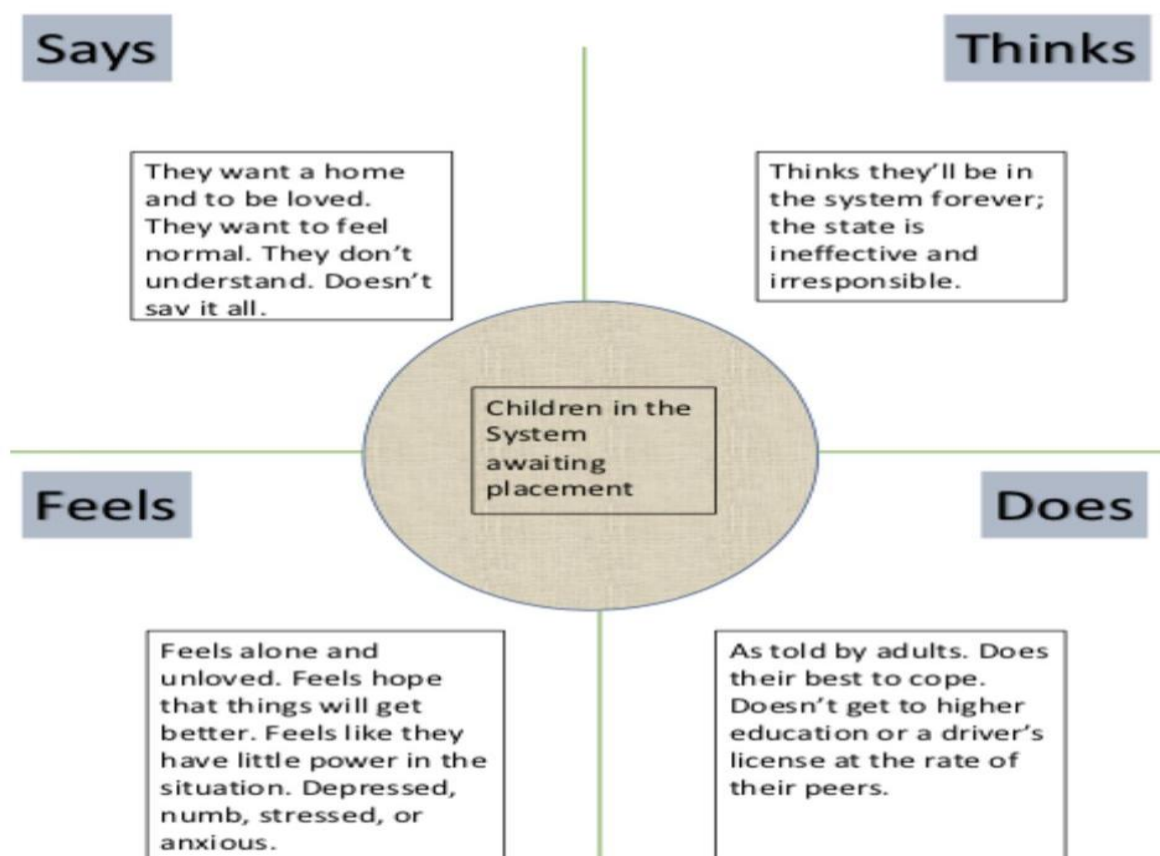 Says
Thinks
They want a home
and to be loved.
They want to feel
normal. They don't
understand. Doesn't
say it all.
Thinks they'll be in
the system forever;
the state is
ineffective and
irresponsible.
Children in the
System
awaiting
placement
Feels
Does
Feels alone and
unloved. Feels hope
that things will get
better. Feels like they
have little power in the
situation. Depressed,
numb, stressed, or
anxious.
As told by adults. Does
their best to cope.
Doesn't get to higher
education or a driver's
license at the rate of
their peers.